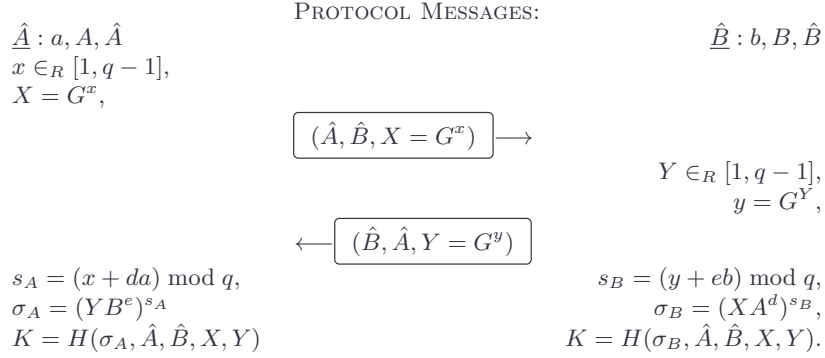 PROTOCOL MESSAGES:
Â : a, A, Â
B̂ : b, B, B̂
x ∈_R [1, q − 1],
X = G^x,
(Â, B̂, X = G^x) ⟶
Y ∈_R [1, q − 1],
y = G^Y,
⟵ (B̂, Â, Y = G^y)
s_A = (x + da) mod q,
s_B = (y + eb) mod q,
σ_A = (YB^e)^{s_A}
σ_B = (XA^d)^{s_B},
K = H(σ_A, Â, B̂, X, Y)
K = H(σ_B, Â, B̂, X, Y).